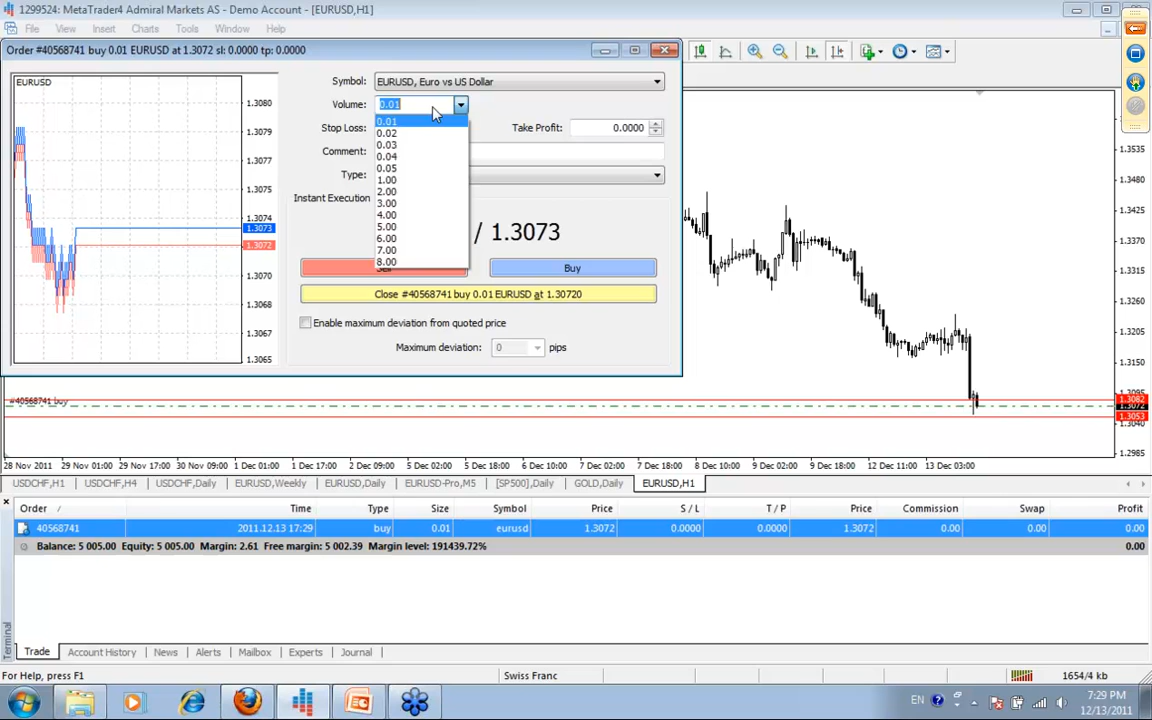 1299524: MetaTrader4 Admiral Markets AS - Demo Account - [EURUSD,H1]
File View Insert Charts Tools Window Help
Order #40568741 buy 0.01 EURUSD at 1.3072 sl: 0.0000 tp: 0.0000
EURUSD
1.3080
1.3079
1.3077
1.3075
1.3074
1.3073
1.3072
1.3070
1.3068
1.3067
1.3065
Symbol: EURUSD, Euro vs US Dollar
Volume: 0.01
Stop Loss: Take Profit: 0.0000
Comment:
Type:
Instant Execution
0.01
0.02
0.03
0.04
0.05
1.00
2.00
3.00
4.00
5.00
6.00
7.00
8.00
/ 1.3073
Sell Buy
Close #40568741 buy 0.01 EURUSD at 1.30720
Enable maximum deviation from quoted price
Maximum deviation: 0 pips
1.3480
1.3425
1.3370
1.3315
1.3260
1.3205
1.3150
1.3095
1.3082
1.3072
1.3053
1.3040
1.2985
#40568741 buy
28 Nov 2011 29 Nov 01:00 29 Nov 17:00 30 Nov 09:00 1 Dec 01:00 1 Dec 17:00 2 Dec 09:00 5 Dec 02:00 5 Dec 18:00 6 Dec 10:00 7 Dec 02:00 7 Dec 18:00 8 Dec 10:00 9 Dec 02:00 9 Dec 18:00 12 Dec 11:00 13 Dec 03:00
USDCHF,H1 USDCHF,H4 USDCHF,Daily EURUSD,Weekly EURUSD,Daily EURUSD-Pro,M5 [SP500],Daily GOLD,Daily EURUSD,H1
Order / Time Type Size Symbol Price S / L T / P Price Commission Swap Profit
40568741 2011.12.13 17:29 buy 0.01 eurusd 1.3072 0.0000 0.0000 1.3072 0.00 0.00 0.00
Balance: 5 005.00 Equity: 5 005.00 Margin: 2.61 Free margin: 5 002.39 Margin level: 191439.72% 0.00
Terminal
Trade Account History News Alerts Mailbox Experts Journal
For Help, press F1 Swiss Franc 1654/4 kb
EN 7:29 PM
12/13/2011